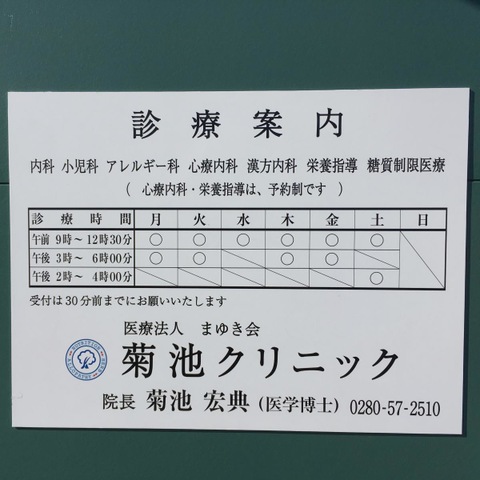 診療案内
内科 小児科 アレルギー科 心療内科 漢方内科 栄養指導 糖質制限医療
( 心療内科・栄養指導は、予約制です )
診療時間 月 火 水 木 金 土 日
午前 9時～12時30分 ○ ○ ○ ○ ○ ○
午後 3時～ 6時00分 ○ ○ ○ ○
午後 2時～ 4時00分 ○
受付は30分前までにお願いいたします
医療法人 まゆき会
菊池クリニック
院長 菊池 宏典 (医学博士) 0280-57-2510